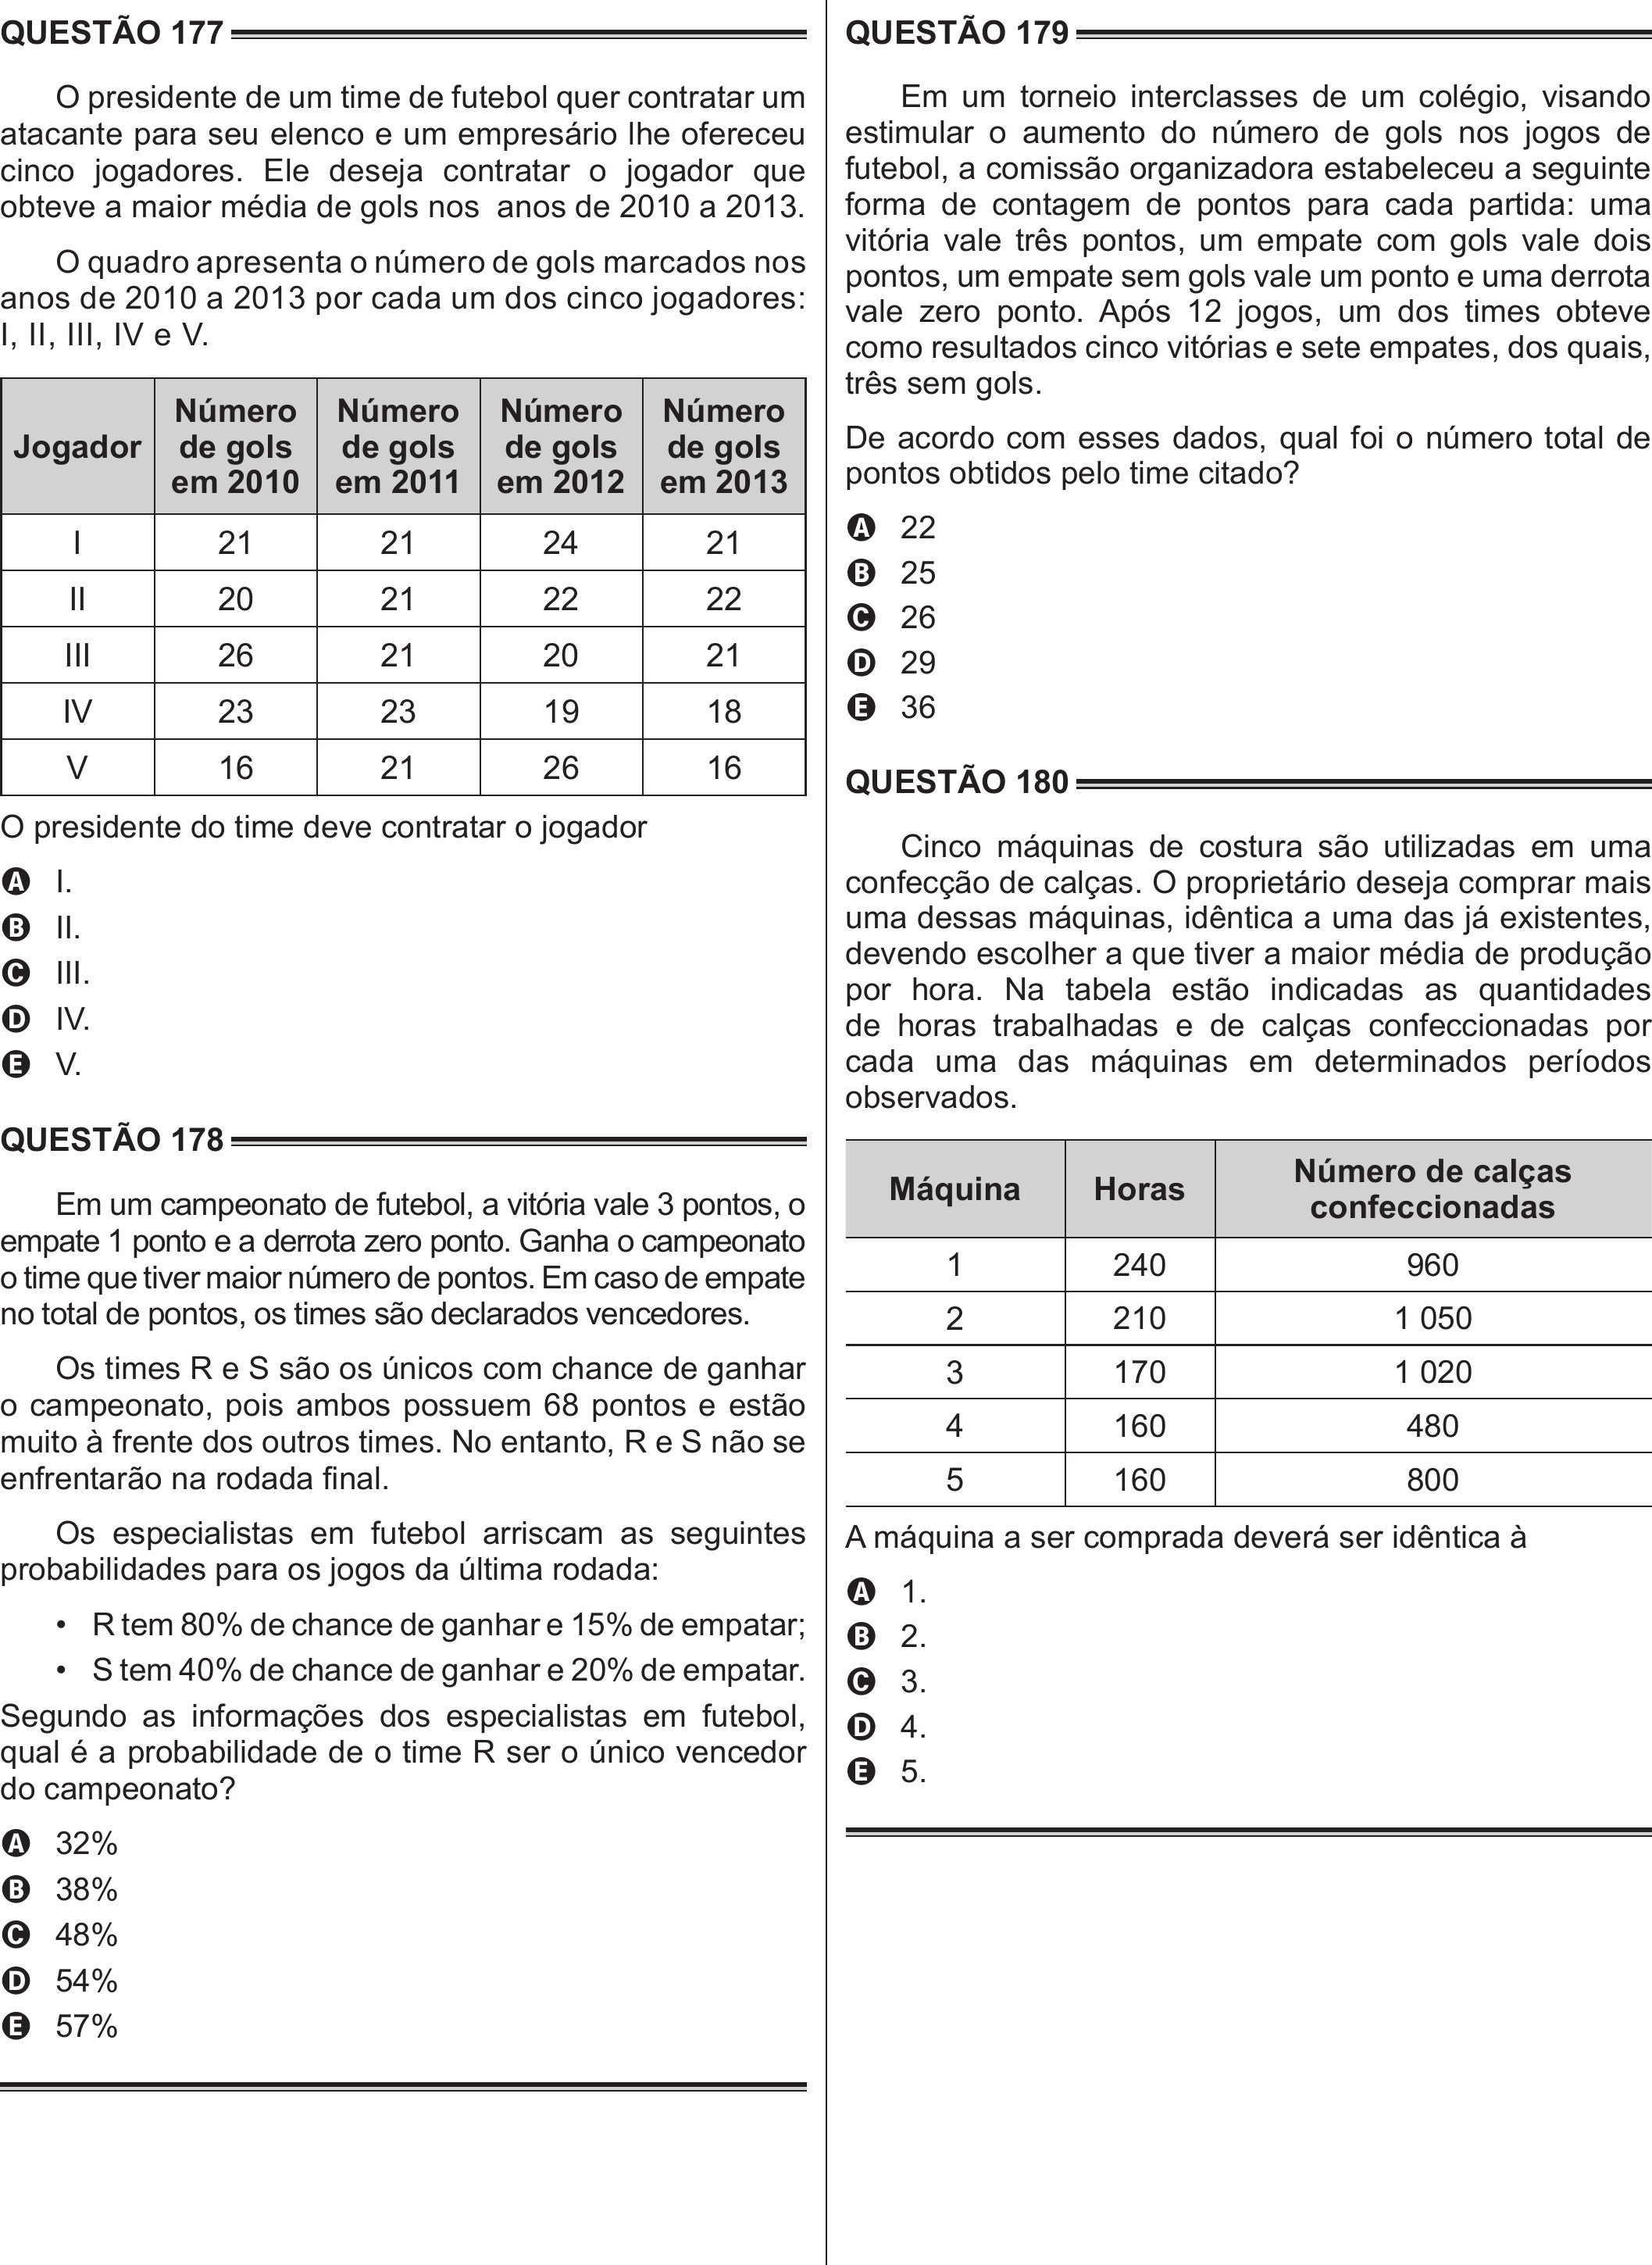 QUESTÃO 177
O presidente de um time de futebol quer contratar um
atacante para seu elenco e um empresário lhe ofereceu
cinco jogadores. Ele deseja contratar o jogador que
obteve a maior média de gols nos anos de 2010 a 2013.
O quadro apresenta o número de gols marcados nos
anos de 2010 a 2013 por cada um dos cinco jogadores:
I, II, III, IV e V.
Jogador Número de gols em 2010 Número de gols em 2011 Número de gols em 2012 Número de gols em 2013
I 21 21 24 21
II 20 21 22 22
III 26 21 20 21
IV 23 23 19 18
V 16 21 26 16
O presidente do time deve contratar o jogador
A I.
B II.
C III.
D IV.
E V.
QUESTÃO 178
Em um campeonato de futebol, a vitória vale 3 pontos, o
empate 1 ponto e a derrota zero ponto. Ganha o campeonato
o time que tiver maior número de pontos. Em caso de empate
no total de pontos, os times são declarados vencedores.
Os times R e S são os únicos com chance de ganhar
o campeonato, pois ambos possuem 68 pontos e estão
muito à frente dos outros times. No entanto, R e S não se
enfrentarão na rodada final.
Os especialistas em futebol arriscam as seguintes
probabilidades para os jogos da última rodada:
• R tem 80% de chance de ganhar e 15% de empatar;
• S tem 40% de chance de ganhar e 20% de empatar.
Segundo as informações dos especialistas em futebol,
qual é a probabilidade de o time R ser o único vencedor
do campeonato?
A 32%
B 38%
C 48%
D 54%
E 57%
QUESTÃO 179
Em um torneio interclasses de um colégio, visando
estimular o aumento do número de gols nos jogos de
futebol, a comissão organizadora estabeleceu a seguinte
forma de contagem de pontos para cada partida: uma
vitória vale três pontos, um empate com gols vale dois
pontos, um empate sem gols vale um ponto e uma derrota
vale zero ponto. Após 12 jogos, um dos times obteve
como resultados cinco vitórias e sete empates, dos quais,
três sem gols.
De acordo com esses dados, qual foi o número total de
pontos obtidos pelo time citado?
A 22
B 25
C 26
D 29
E 36
QUESTÃO 180
Cinco máquinas de costura são utilizadas em uma
confecção de calças. O proprietário deseja comprar mais
uma dessas máquinas, idêntica a uma das já existentes,
devendo escolher a que tiver a maior média de produção
por hora. Na tabela estão indicadas as quantidades
de horas trabalhadas e de calças confeccionadas por
cada uma das máquinas em determinados períodos
observados.
Máquina Horas Número de calças confeccionadas
1 240 960
2 210 1 050
3 170 1 020
4 160 480
5 160 800
A máquina a ser comprada deverá ser idêntica à
A 1.
B 2.
C 3.
D 4.
E 5.